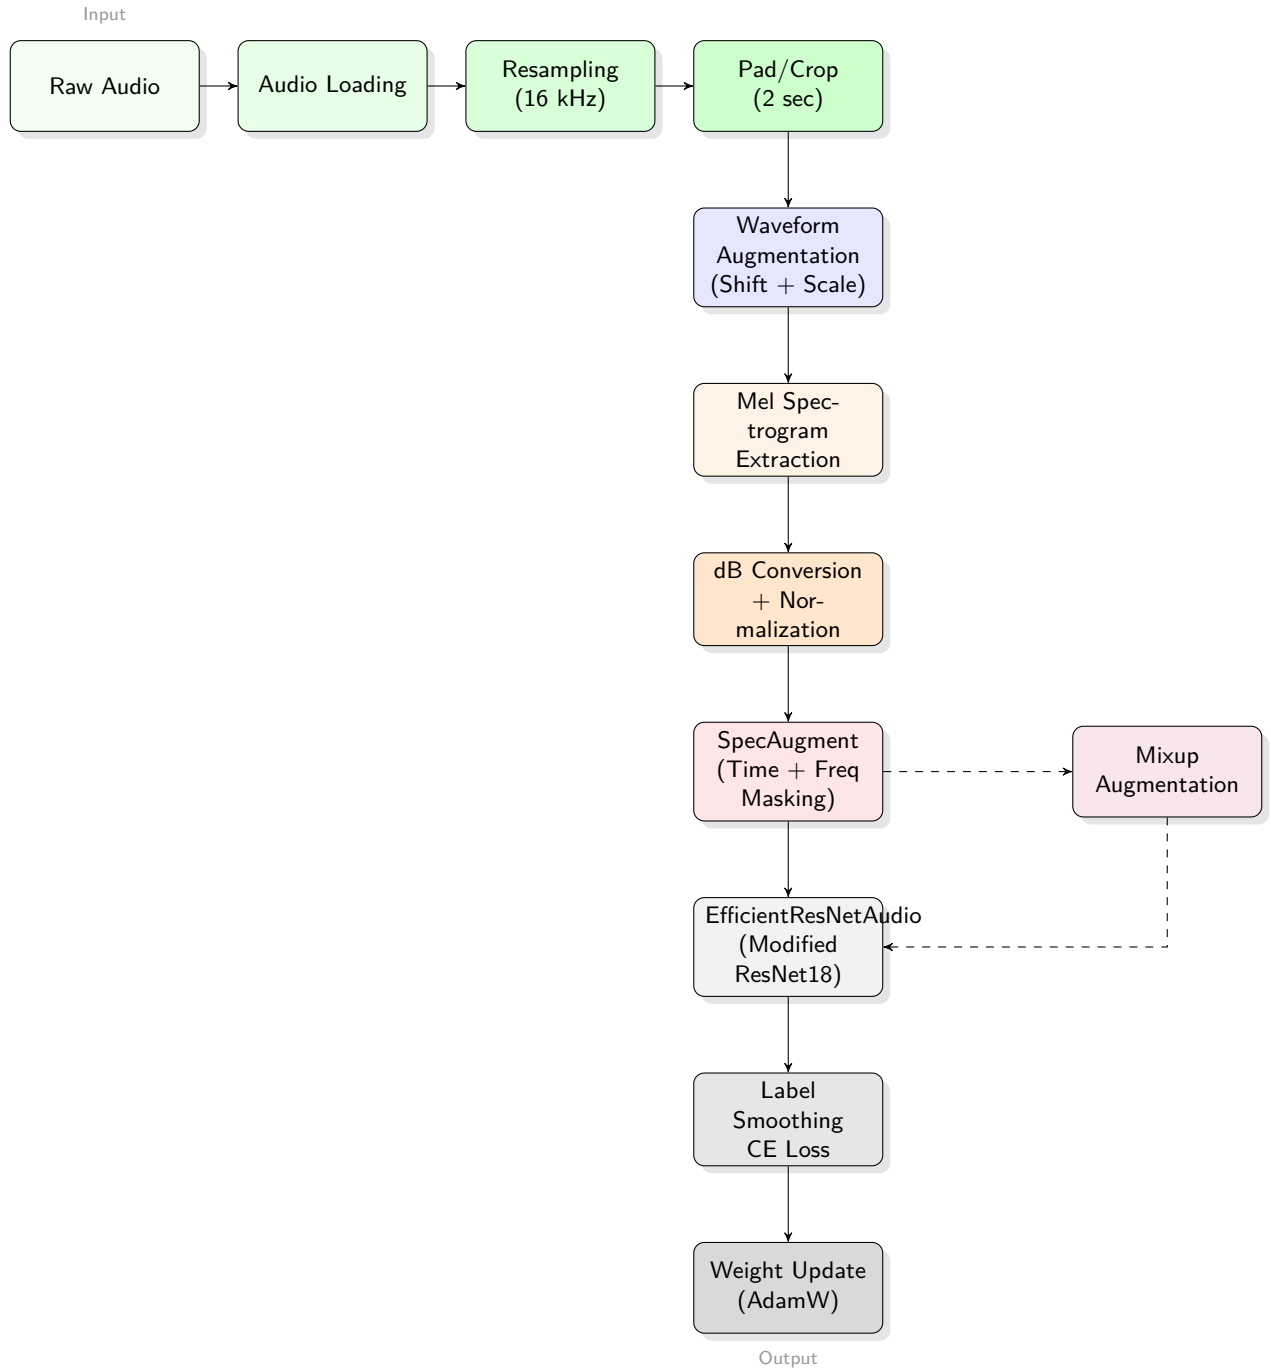 Input
Raw Audio
Audio Loading
Resampling
(16 kHz)
Pad/Crop
(2 sec)
Waveform
Augmentation
(Shift + Scale)
Mel Spec-
trogram
Extraction
dB Conversion
+ Nor-
malization
SpecAugment
(Time + Freq
Masking)
Mixup
Augmentation
EfficientResNetAudio
(Modified
ResNet18)
Label
Smoothing
CE Loss
Weight Update
(AdamW)
Output